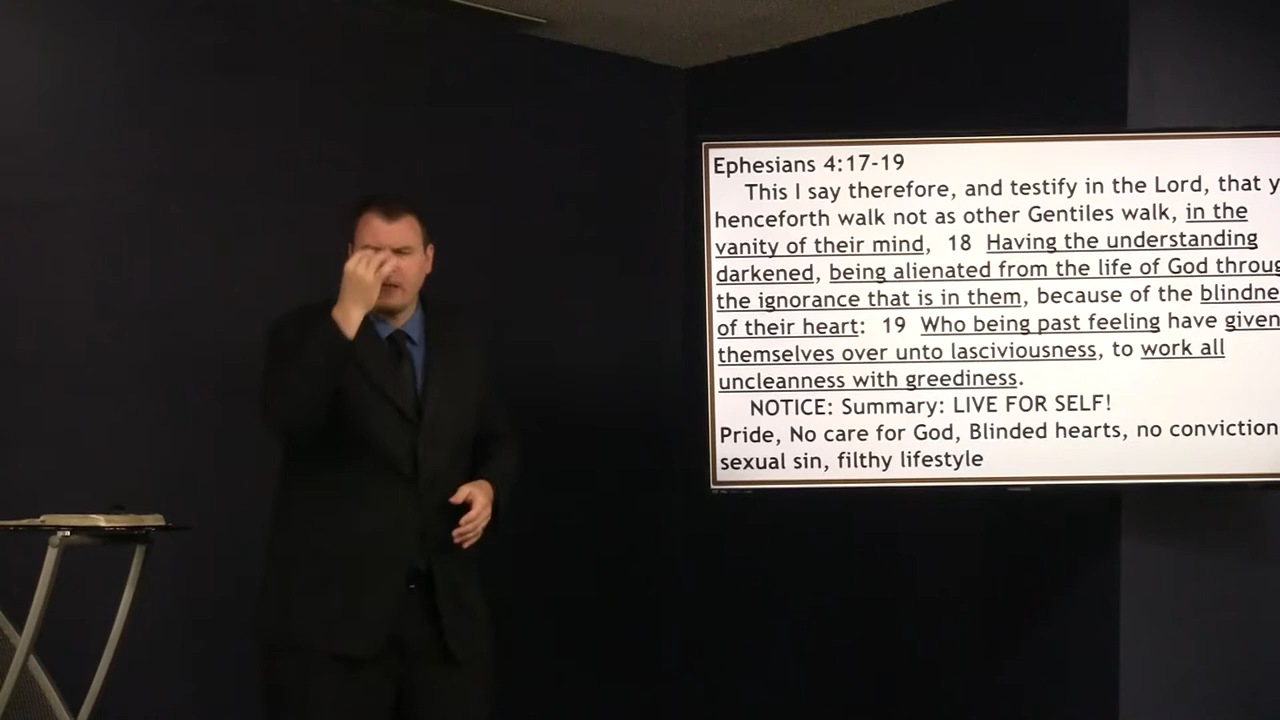 Ephesians 4:17-19
This I say therefore, and testify in the Lord, that y
henceforth walk not as other Gentiles walk, in the
vanity of their mind, 18 Having the understanding
darkened, being alienated from the life of God throug
the ignorance that is in them, because of the blindne
of their heart: 19 Who being past feeling have given
themselves over unto lasciviousness, to work all
uncleanness with greediness.
NOTICE: Summary: LIVE FOR SELF!
Pride, No care for God, Blinded hearts, no conviction
sexual sin, filthy lifestyle